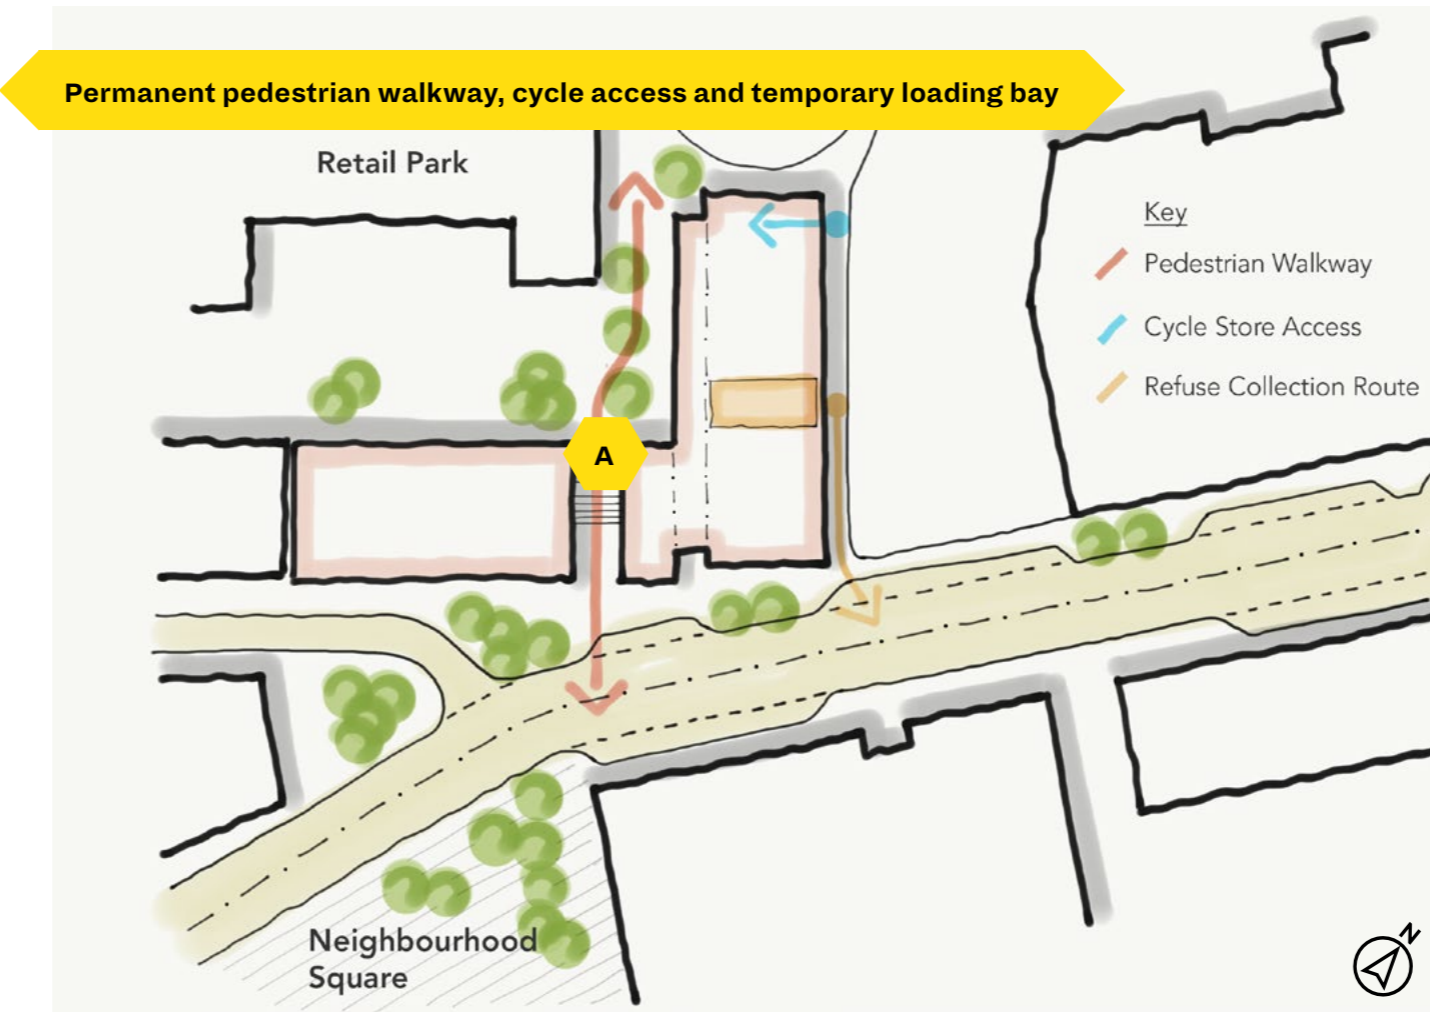 Permanent pedestrian walkway, cycle access and temporary loading bay
Retail Park
Key
Pedestrian Walkway
Cycle Store Access
Refuse Collection Route
A
Neighbourhood
Square
N